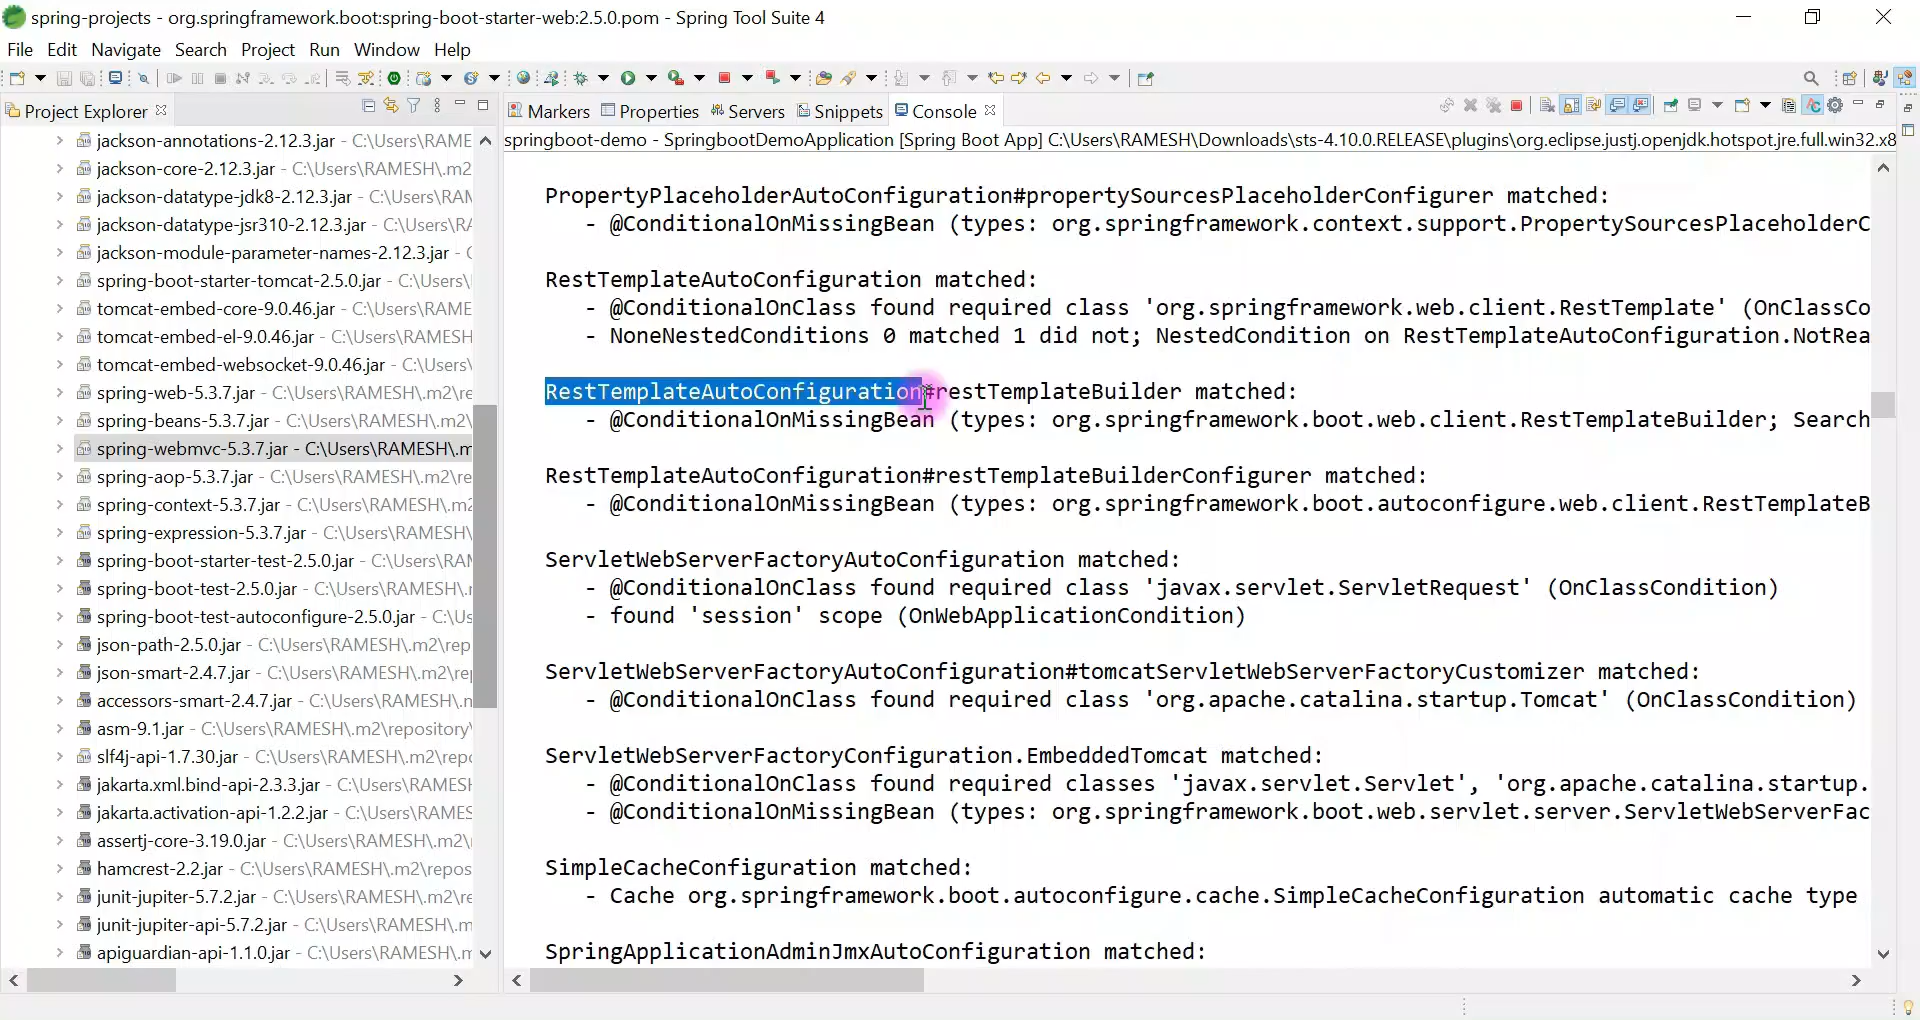 spring-projects - org.springframework.boot:spring-boot-starter-web:2.5.0.pom - Spring Tool Suite 4
File Edit Navigate Search Project Run Window Help
Project Explorer
jackson-annotations-2.12.3.jar - C:\Users\RAME
jackson-core-2.12.3.jar - C:\Users\RAMESH\.m2
jackson-datatype-jdk8-2.12.3.jar - C:\Users\RAM
jackson-datatype-jsr310-2.12.3.jar - C:\Users\RA
jackson-module-parameter-names-2.12.3.jar - C
spring-boot-starter-tomcat-2.5.0.jar - C:\Users\
tomcat-embed-core-9.0.46.jar - C:\Users\RAME
tomcat-embed-el-9.0.46.jar - C:\Users\RAMESH
tomcat-embed-websocket-9.0.46.jar - C:\Users\
spring-web-5.3.7.jar - C:\Users\RAMESH\.m2\re
spring-beans-5.3.7.jar - C:\Users\RAMESH\.m2\
spring-webmvc-5.3.7.jar - C:\Users\RAMESH\.m
spring-aop-5.3.7.jar - C:\Users\RAMESH\.m2\re
spring-context-5.3.7.jar - C:\Users\RAMESH\.m2
spring-expression-5.3.7.jar - C:\Users\RAMESH\
spring-boot-starter-test-2.5.0.jar - C:\Users\RAM
spring-boot-test-2.5.0.jar - C:\Users\RAMESH\.r
spring-boot-test-autoconfigure-2.5.0.jar - C:\Us
json-path-2.5.0.jar - C:\Users\RAMESH\.m2\rep
json-smart-2.4.7.jar - C:\Users\RAMESH\.m2\re
accessors-smart-2.4.7.jar - C:\Users\RAMESH\.n
asm-9.1.jar - C:\Users\RAMESH\.m2\repository\
slf4j-api-1.7.30.jar - C:\Users\RAMESH\.m2\repo
jakarta.xml.bind-api-2.3.3.jar - C:\Users\RAMESH
jakarta.activation-api-1.2.2.jar - C:\Users\RAMES
assertj-core-3.19.0.jar - C:\Users\RAMESH\.m2\
hamcrest-2.2.jar - C:\Users\RAMESH\.m2\repos
junit-jupiter-5.7.2.jar - C:\Users\RAMESH\.m2\re
junit-jupiter-api-5.7.2.jar - C:\Users\RAMESH\.m
apiguardian-api-1.1.0.jar - C:\Users\RAMESH\.m
Markers Properties Servers Snippets Console
springboot-demo - SpringbootDemoApplication [Spring Boot App] C:\Users\RAMESH\Downloads\sts-4.10.0.RELEASE\plugins\org.eclipse.justj.openjdk.hotspot.jre.full.win32.x8
PropertyPlaceholderAutoConfiguration#propertySourcesPlaceholderConfigurer matched:
- @ConditionalOnMissingBean (types: org.springframework.context.support.PropertySourcesPlaceholderC
RestTemplateAutoConfiguration matched:
- @ConditionalOnClass found required class 'org.springframework.web.client.RestTemplate' (OnClassCo
- NoneNestedConditions 0 matched 1 did not; NestedCondition on RestTemplateAutoConfiguration.NotRea
RestTemplateAutoConfiguration#restTemplateBuilder matched:
- @ConditionalOnMissingBean (types: org.springframework.boot.web.client.RestTemplateBuilder; Search
RestTemplateAutoConfiguration#restTemplateBuilderConfigurer matched:
- @ConditionalOnMissingBean (types: org.springframework.boot.autoconfigure.web.client.RestTemplateB
ServletWebServerFactoryAutoConfiguration matched:
- @ConditionalOnClass found required class 'javax.servlet.ServletRequest' (OnClassCondition)
- found 'session' scope (OnWebApplicationCondition)
ServletWebServerFactoryAutoConfiguration#tomcatServletWebServerFactoryCustomizer matched:
- @ConditionalOnClass found required class 'org.apache.catalina.startup.Tomcat' (OnClassCondition)
ServletWebServerFactoryConfiguration.EmbeddedTomcat matched:
- @ConditionalOnClass found required classes 'javax.servlet.Servlet', 'org.apache.catalina.startup.
- @ConditionalOnMissingBean (types: org.springframework.boot.web.servlet.server.ServletWebServerFac
SimpleCacheConfiguration matched:
- Cache org.springframework.boot.autoconfigure.cache.SimpleCacheConfiguration automatic cache type
SpringApplicationAdminJmxAutoConfiguration matched: